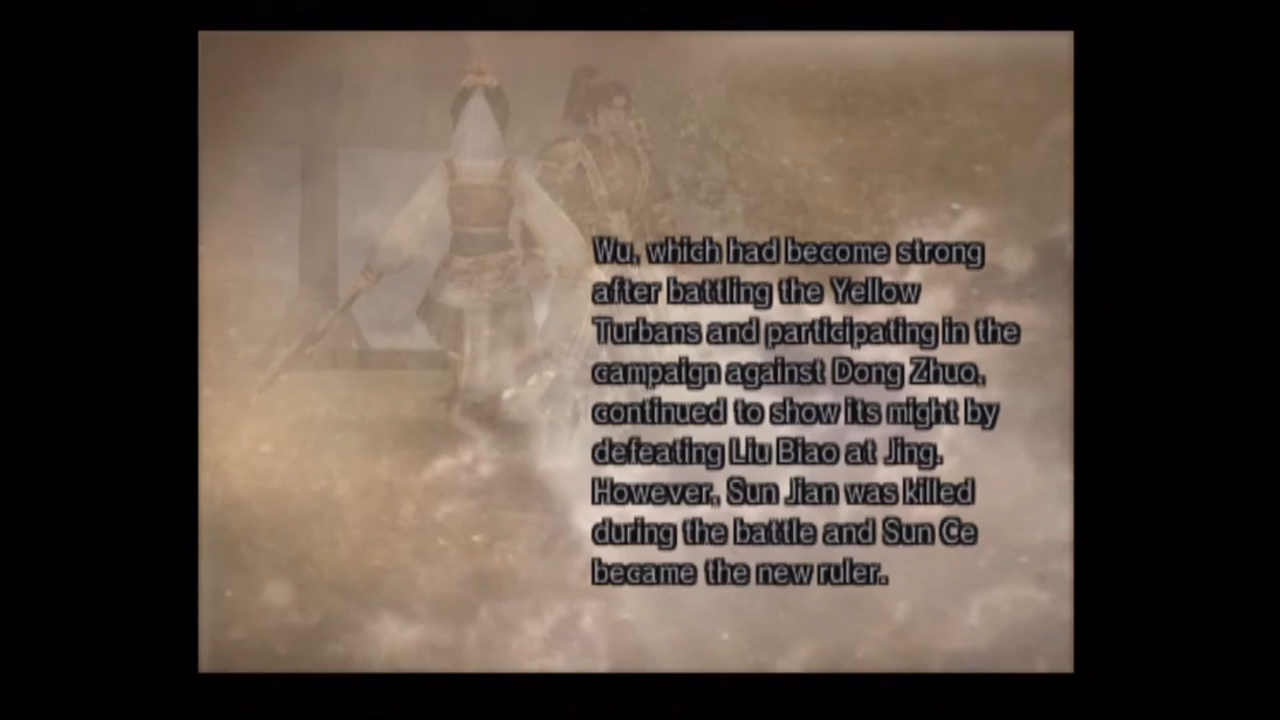 Wu, which had become strong
after battling the Yellow
Turbans and participating in the
campaign against Dong Zhuo,
continued to show its might by
defeating Liu Biao at Jing.
However, Sun Jian was killed
during the battle and Sun Ce
became the new ruler.